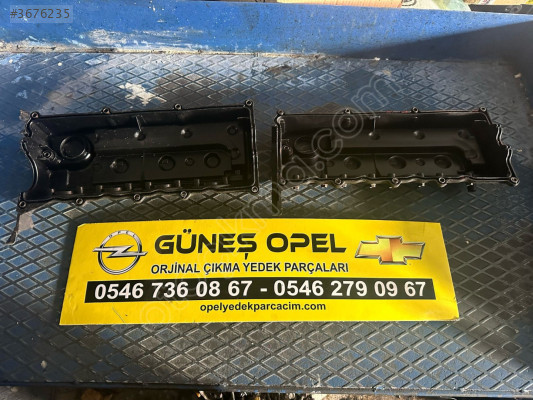 #3676235
GÜNEŞ OPEL
ORJİNAL ÇIKMA YEDEK PARÇALARI
0546 736 08 67 - 0546 279 09 67
opelyedekparcacim.com